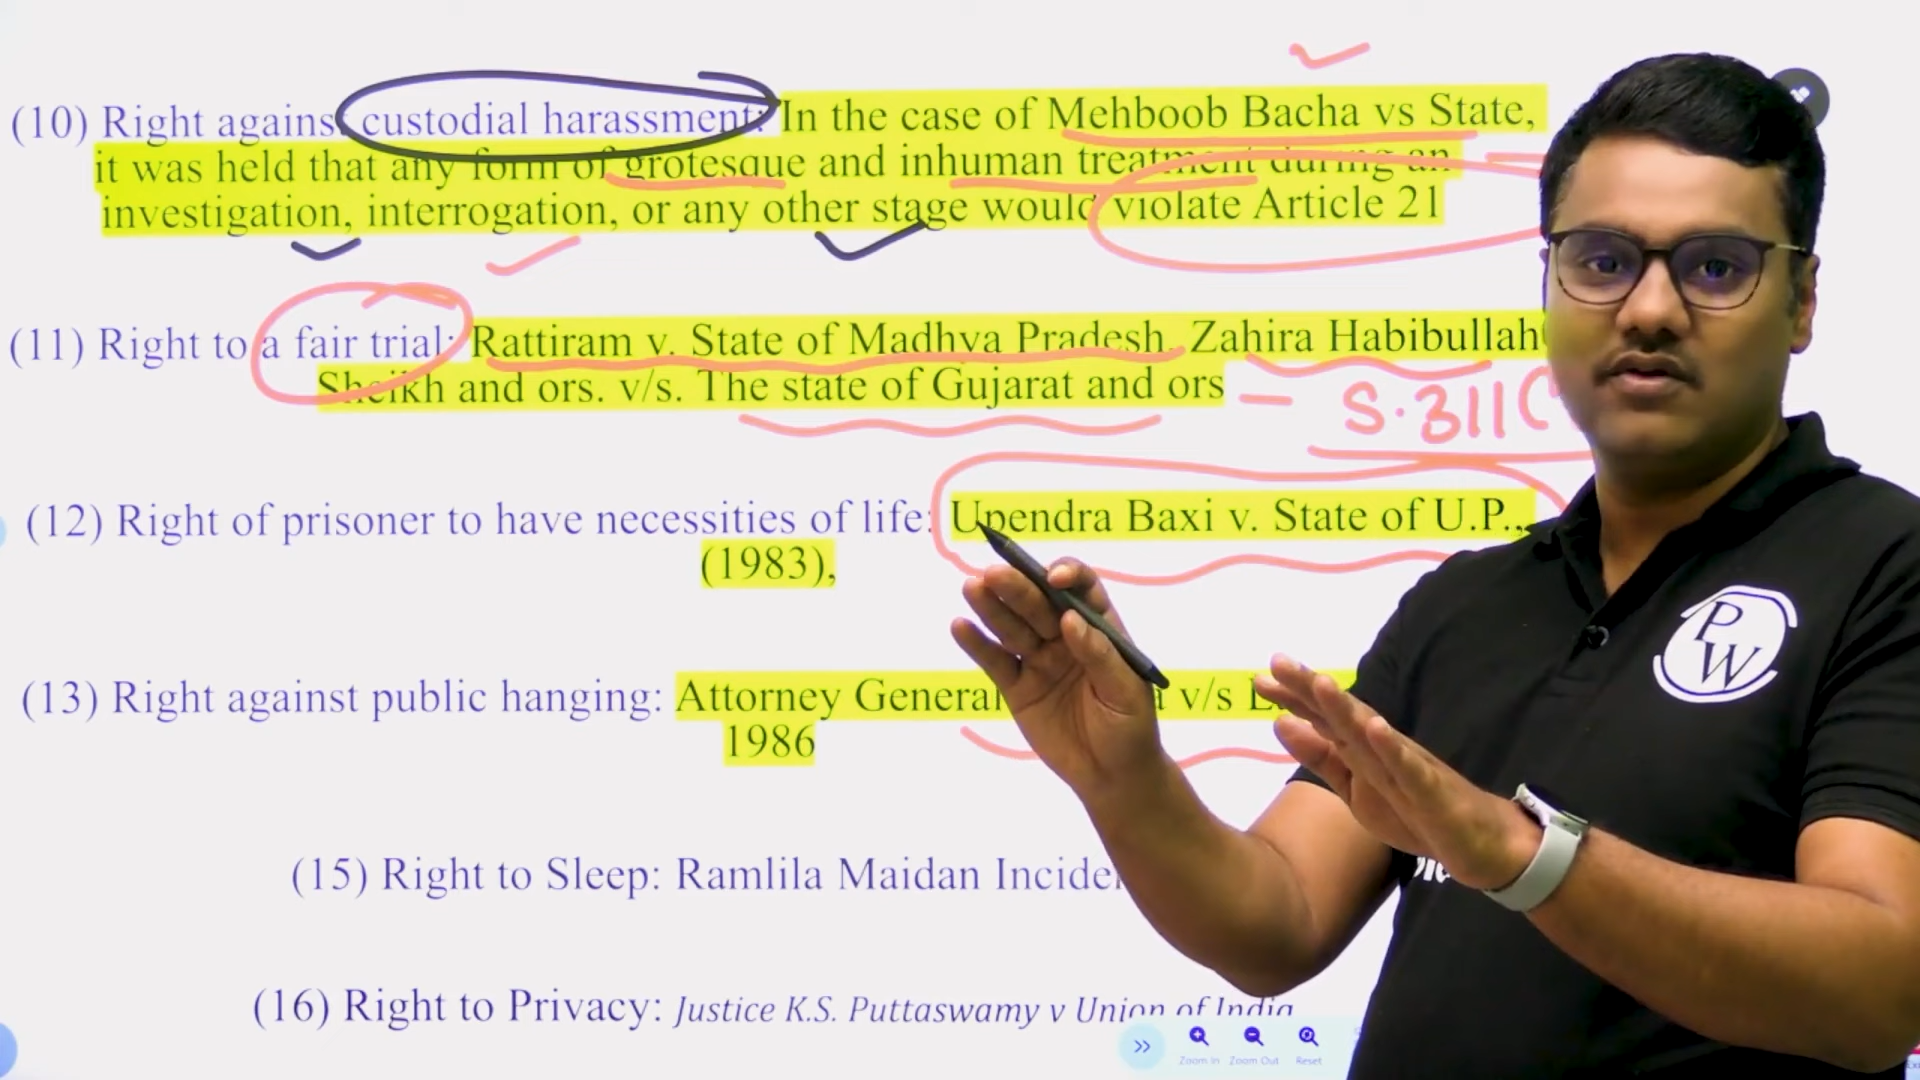 (10) Right against custodial harassment: In the case of Mehboob Bacha vs State,
it was held that any form of grotesque and inhuman treatment during an
investigation, interrogation, or any other stage would violate Article 21
(11) Right to a fair trial: Rattiram v. State of Madhya Pradesh, Zahira Habibullah
Sheikh and ors. v/s. The state of Gujarat and ors
— S.311(
(12) Right of prisoner to have necessities of life: Upendra Baxi v. State of U.P.,
(1983),
(13) Right against public hanging: Attorney General v/s
1986
(15) Right to Sleep: Ramlila Maidan
(16) Right to Privacy: Justice K.S. Puttaswamy v Union of India
Zoom In Zoom Out Reset
P
W